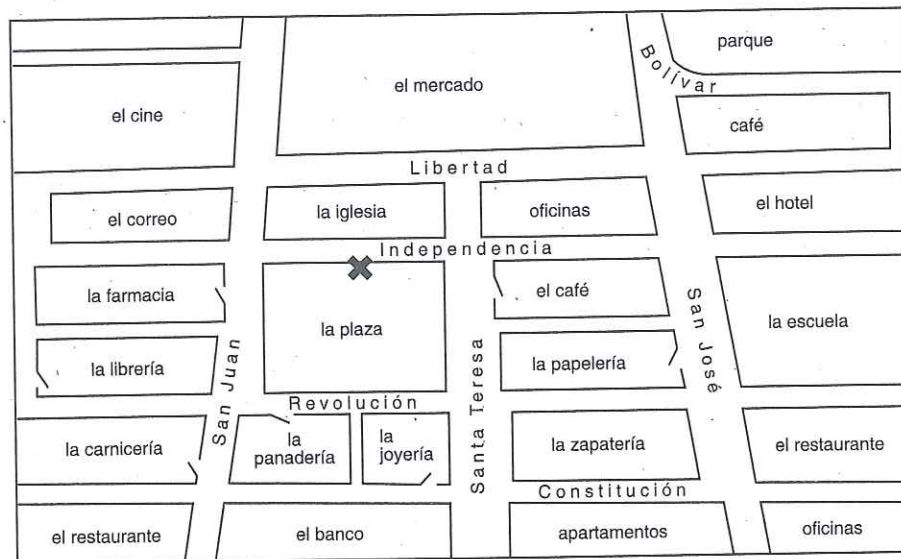 parque
Bolívar
el mercado
el cine
café
Libertad
el hotel
la iglesia
oficinas
el correo
Independencia
la farmacia
el café
la plaza
la escuela
San José
la librería
San Juan
Santa Teresa
la papelería
Revolución
la carnicería
la
panadería
la
joyería
la zapatería
el restaurante
Constitución
el restaurante
el banco
apartamentos
oficinas